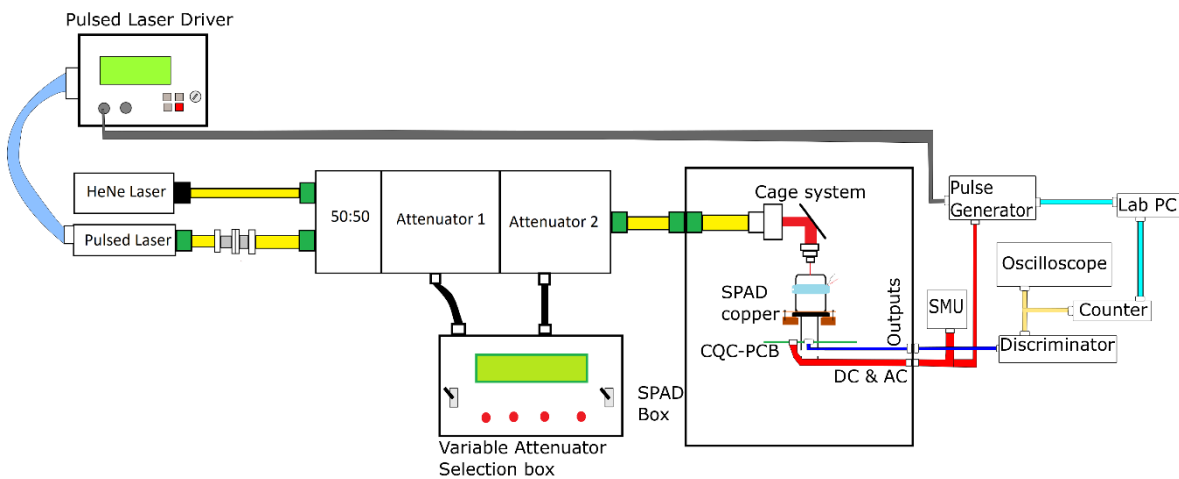 Pulsed Laser Driver
HeNe Laser
Pulsed Laser
50:50
Attenuator 1
Attenuator 2
Variable Attenuator
Selection box
SPAD
Box
Cage system
SPAD
copper
CQC-PCB
Outputs
DC & AC
SMU
Pulse
Generator
Lab PC
Oscilloscope
Counter
Discriminator